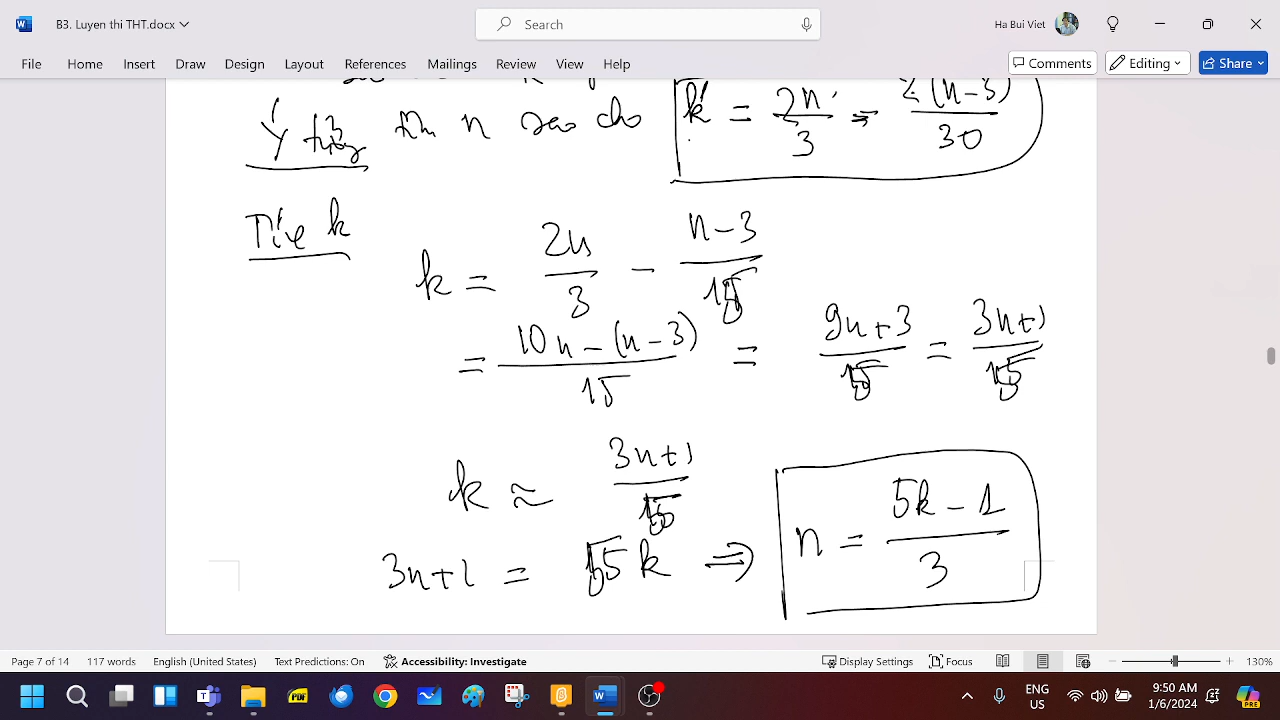 B3. Luyen thi THT.docx
Search
Ha Bui Viet
File Home Insert Draw Design Layout References Mailings Review View Help
Comments Editing Share
Ý tưởng tìm n sao cho k = 2n/3 - 2(n-3)/30
Tìm k
k = 2n/3 - (n-3)/15
= (10n-(n-3))/15 = (9n+3)/15 = (3n+1)/5
k ≈ (3n+1)/5
3n+1 = 5k ⇒ n = (5k-1)/3
Page 7 of 14 117 words English (United States) Text Predictions: On Accessibility: Investigate Display Settings Focus 130%
ENG US 9:50 AM 1/6/2024
PDF
PRE